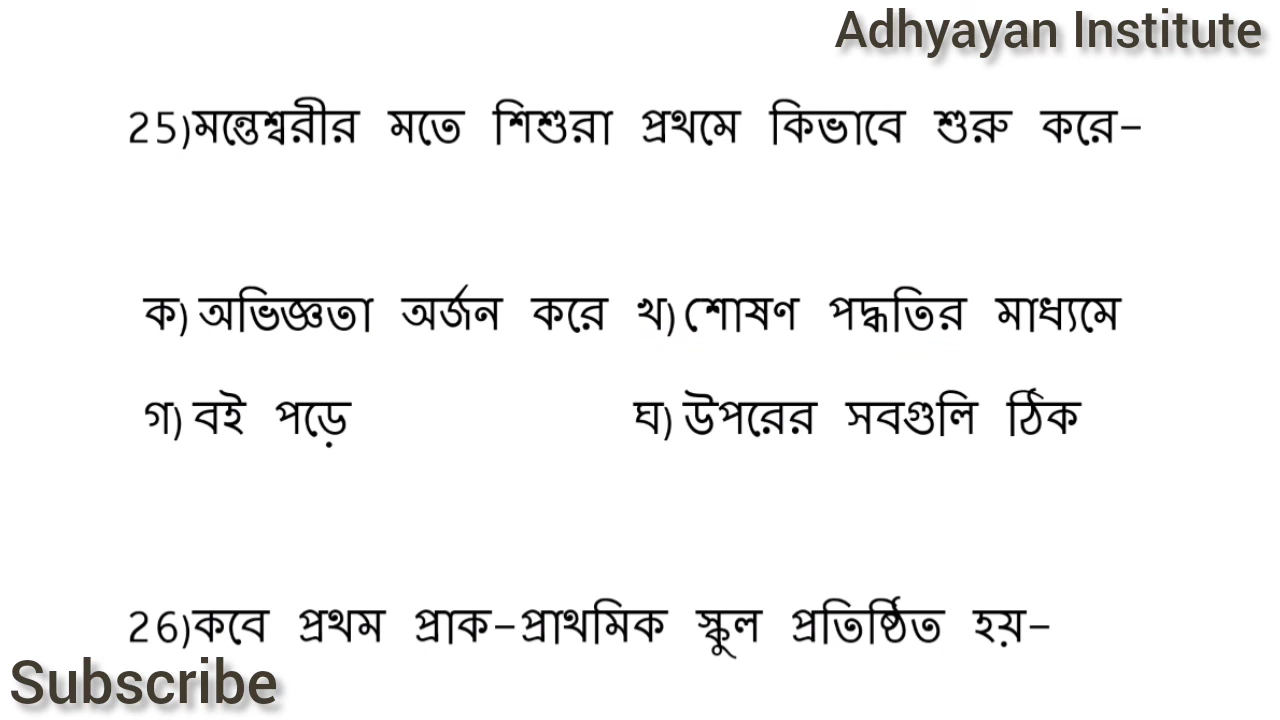 Adhyayan Institute
25)মন্তেশ্বরীর মতে শিশুরা প্রথমে কিভাবে শুরু করে-
ক) অভিজ্ঞতা অর্জন করে খ) শোষণ পদ্ধতির মাধ্যমে
গ) বই পড়ে ঘ) উপরের সবগুলি ঠিক
26)কবে প্রথম প্রাক-প্রাথমিক স্কুল প্রতিষ্ঠিত হয়-
Subscribe